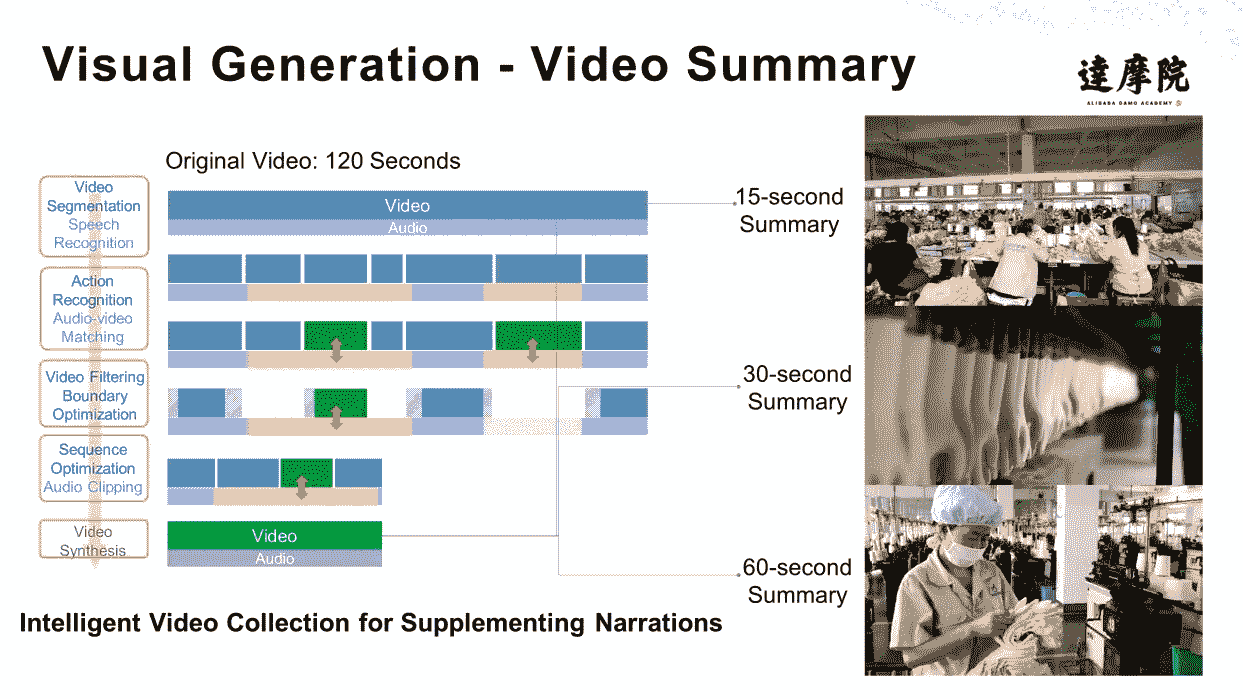 Visual Generation - Video Summary
達摩院
ALIBABA DAMO ACADEMY
Original Video: 120 Seconds
Video
Segmentation
Speech
Recognition
Action
Recognition
Audio-video
Matching
Video Filtering
Boundary
Optimization
Sequence
Optimization
Audio Clipping
Video
Synthesis
Video
Audio
Video
Audio
15-second
Summary
30-second
Summary
60-second
Summary
Intelligent Video Collection for Supplementing Narrations